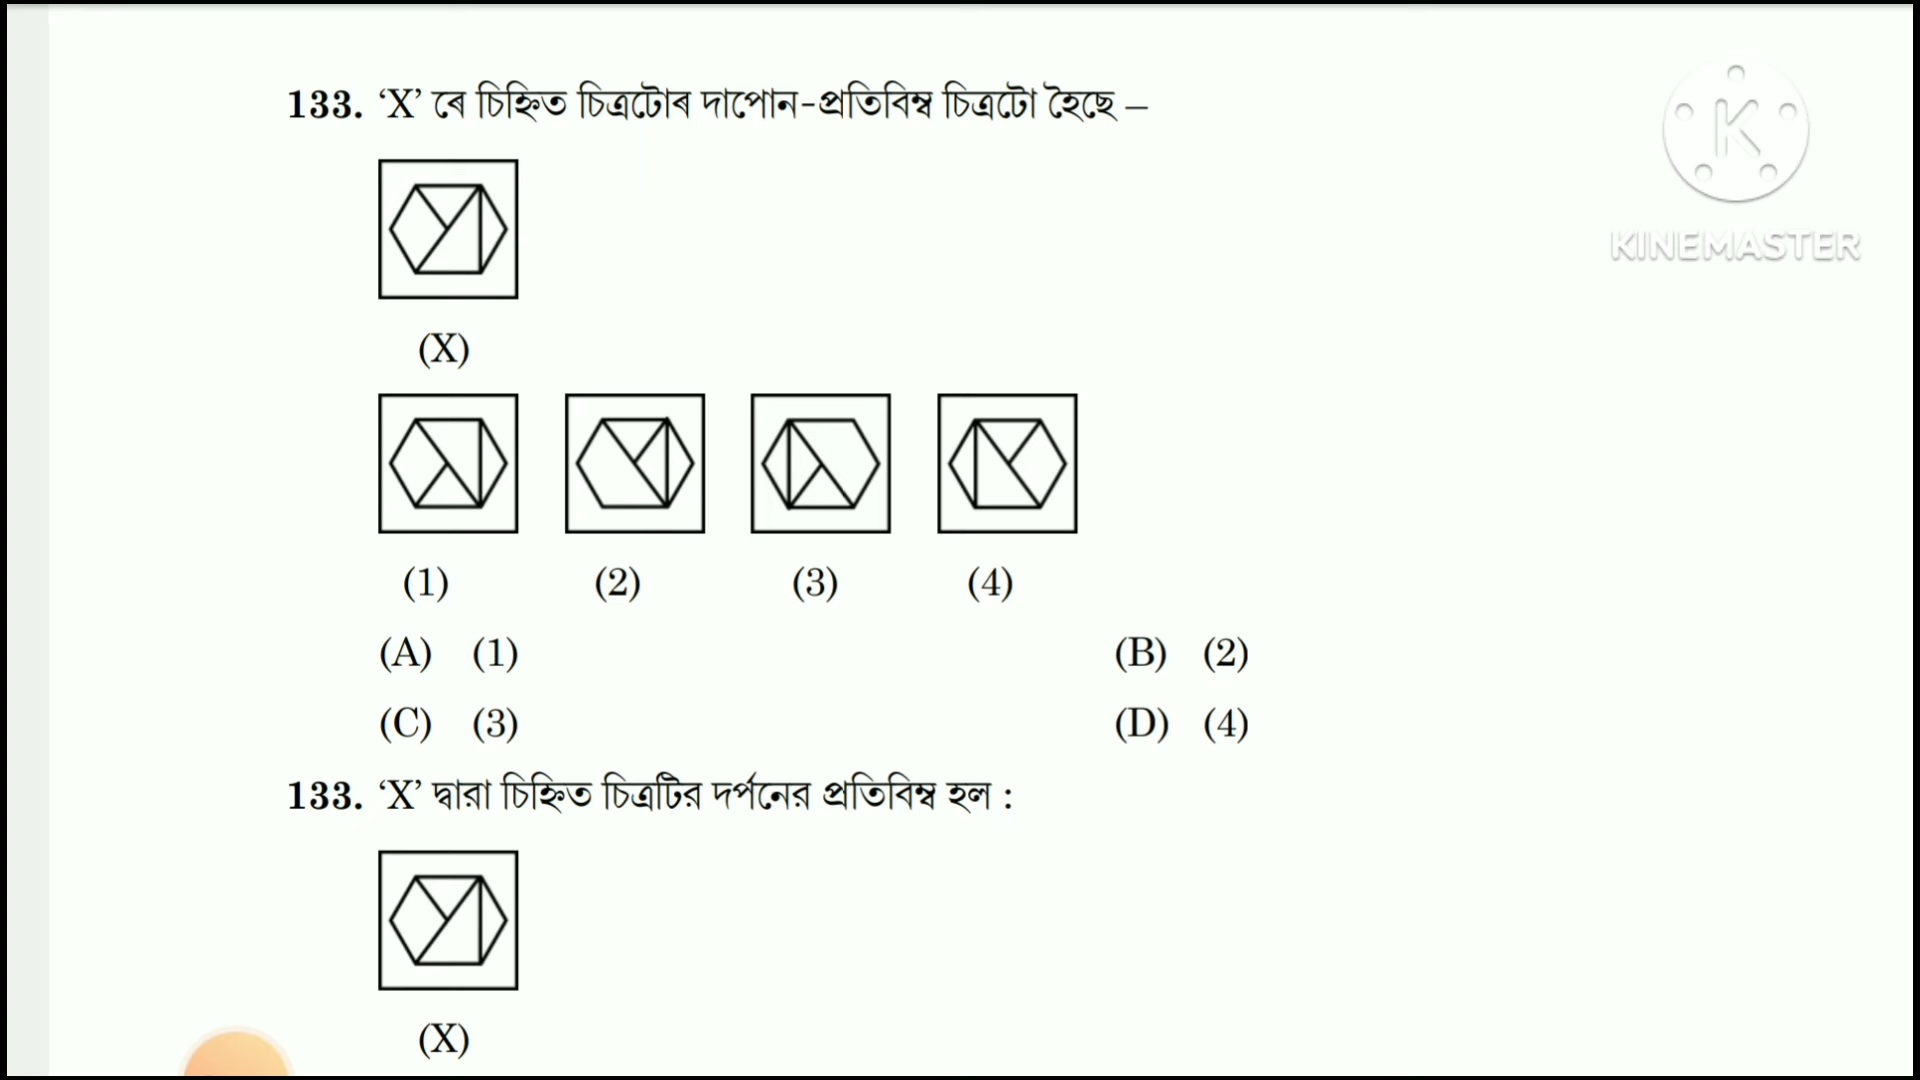 133. ‘X’ ৰে চিহ্নিত চিত্ৰটোৰ দাপোন-প্ৰতিবিম্ব চিত্ৰটো হৈছে –
K
KINEMASTER
(X)
(1) (2) (3) (4)
(A) (1) (B) (2)
(C) (3) (D) (4)
133. ‘X’ দ্বারা চিহ্নিত চিত্রটির দর্পনের প্রতিবিম্ব হল :
(X)